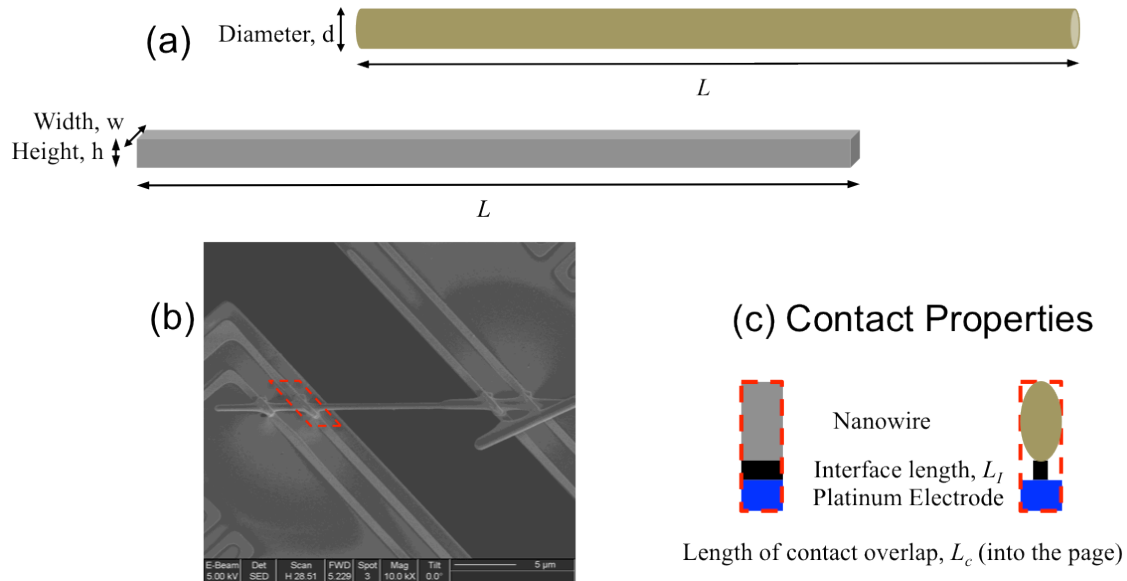 (a)
Diameter, d
L
Width, w
Height, h
L
(b)
E-Beam Det Scan FWD Spot Mag Tilt
5.00 kV SED H 28.51 5.229 3 10.0 kX 0.0° 5 µm
(c) Contact Properties
Nanowire
Interface length, L_I
Platinum Electrode
Length of contact overlap, L_c (into the page)